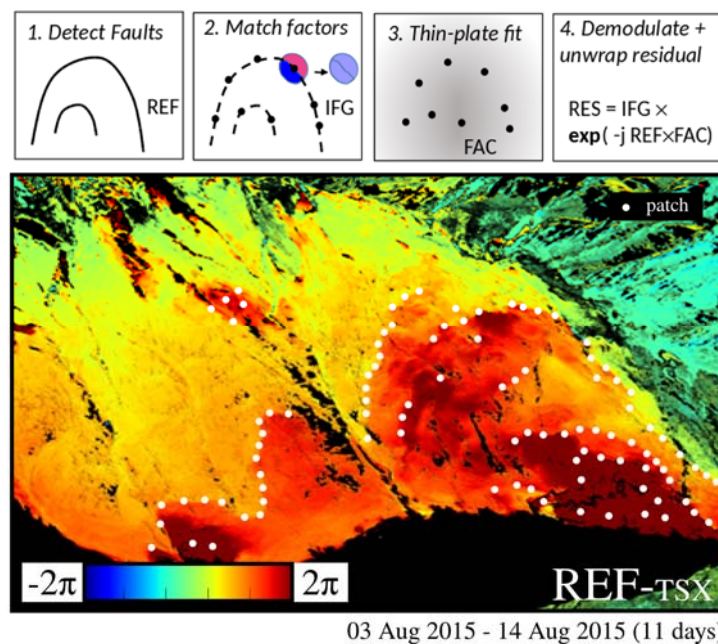 1. Detect Faults
REF
2. Match factors
IFG
3. Thin-plate fit
FAC
4. Demodulate +
unwrap residual
RES = IFG ×
exp( -j REF×FAC)
patch
-2π
2π
REF-TSX
03 Aug 2015 - 14 Aug 2015 (11 days)